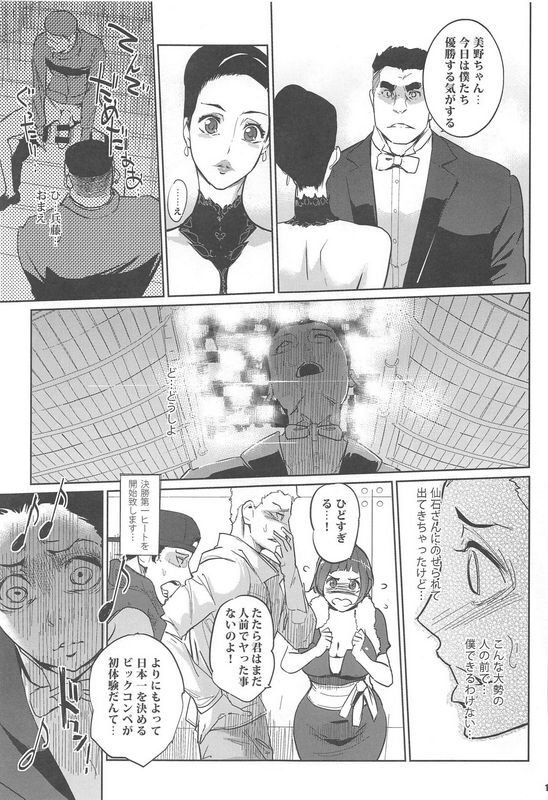 美野ちゃん…
今日は僕たち
優勝する気がする
……え
てんで
だめだぁぉぉ
ぐったー…
ひ…兵藤…
おまえ
ど…どうしよ
仙石さんにのせられて
出てきちゃったけど…
こんな大勢の
人の前で…
僕できるわけない…
ひどすぎ
る…!
決勝第一ヒートを
開始致します…
たたら君はまだ
人前でヤった事
ないのよ!
よりにもよって
日本一を決める
ビックコンペが
初体験だんて…
ドクン!